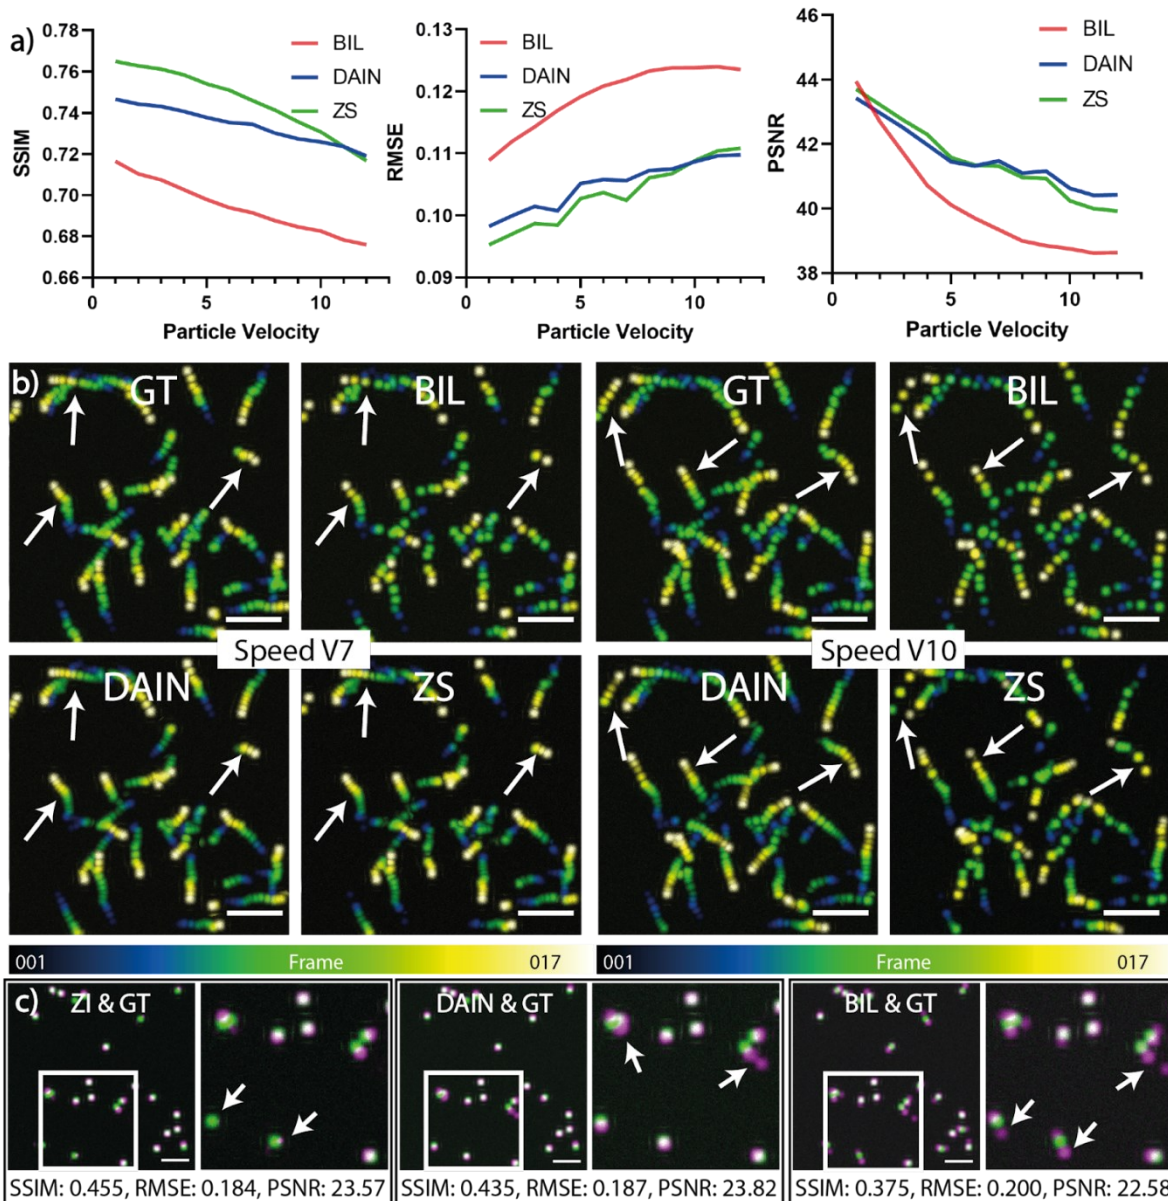 a)
0.78
0.76
0.74
0.72
0.70
0.68
0.66
SSIM
0
5
10
Particle Velocity
BIL
DAIN
ZS
0.13
0.12
0.11
0.10
0.09
RMSE
0
5
10
Particle Velocity
BIL
DAIN
ZS
46
44
42
40
38
PSNR
0
5
10
Particle Velocity
BIL
DAIN
ZS
b)
GT
BIL
GT
BIL
Speed V7
Speed V10
DAIN
ZS
DAIN
ZS
001 Frame 017
001 Frame 017
c)
ZI & GT
DAIN & GT
BIL & GT
SSIM: 0.455, RMSE: 0.184, PSNR: 23.57
SSIM: 0.435, RMSE: 0.187, PSNR: 23.82
SSIM: 0.375, RMSE: 0.200, PSNR: 22.58